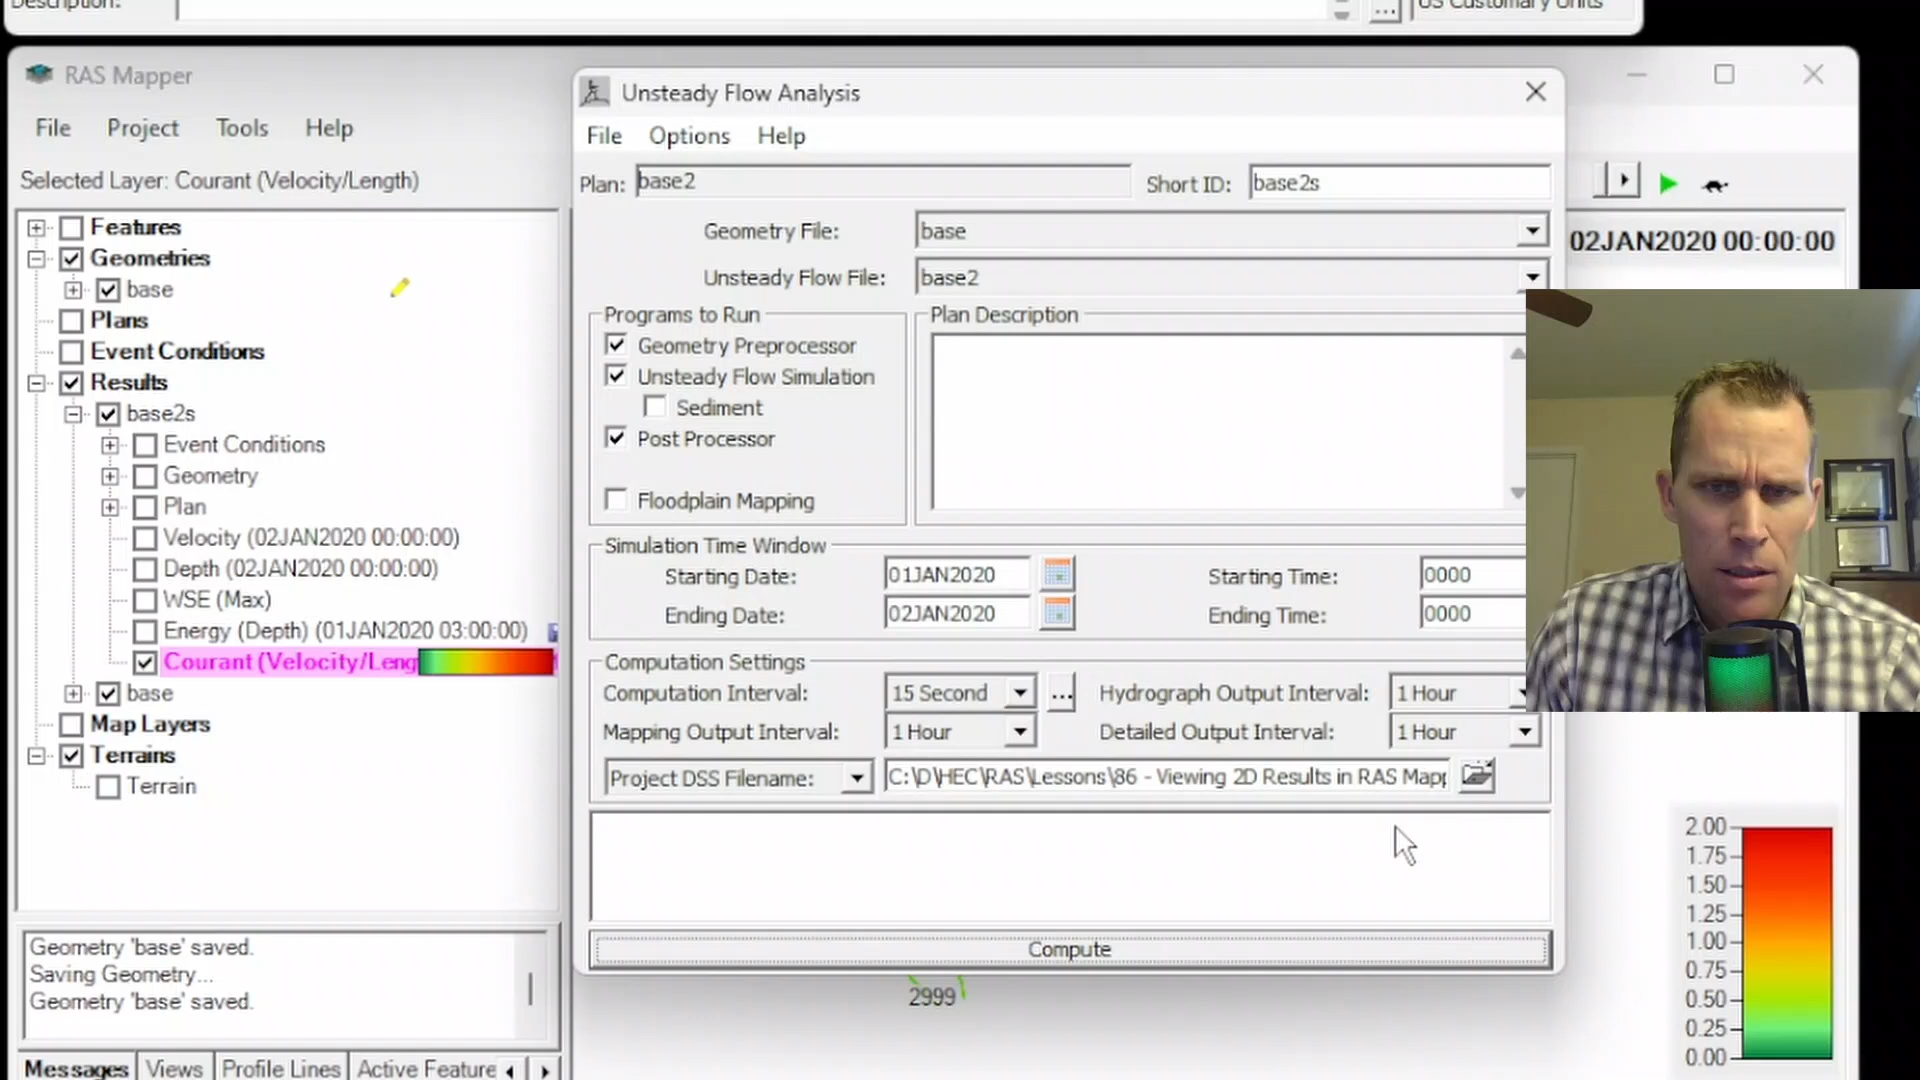 Description:
US Customary Units
RAS Mapper
File Project Tools Help
Selected Layer: Courant (Velocity/Length)
Features
Geometries
base
Plans
Event Conditions
Results
base2s
Event Conditions
Geometry
Plan
Velocity (02JAN2020 00:00:00)
Depth (02JAN2020 00:00:00)
WSE (Max)
Energy (Depth) (01JAN2020 03:00:00)
Courant (Velocity/Leng
base
Map Layers
Terrains
Terrain
Geometry 'base' saved.
Saving Geometry...
Geometry 'base' saved.
Messages Views Profile Lines Active Feature
Unsteady Flow Analysis
File Options Help
Plan: base2 Short ID: base2s
Geometry File: base
Unsteady Flow File: base2
Programs to Run
Geometry Preprocessor
Unsteady Flow Simulation
Sediment
Post Processor
Floodplain Mapping
Plan Description
Simulation Time Window
Starting Date: 01JAN2020 Starting Time: 0000
Ending Date: 02JAN2020 Ending Time: 0000
Computation Settings
Computation Interval: 15 Second ... Hydrograph Output Interval: 1 Hour
Mapping Output Interval: 1 Hour Detailed Output Interval: 1 Hour
Project DSS Filename: C:\D\HEC\RAS\Lessons\86 - Viewing 2D Results in RAS Mapp
Compute
2999
02JAN2020 00:00:00
2.00
1.75
1.50
1.25
1.00
0.75
0.50
0.25
0.00